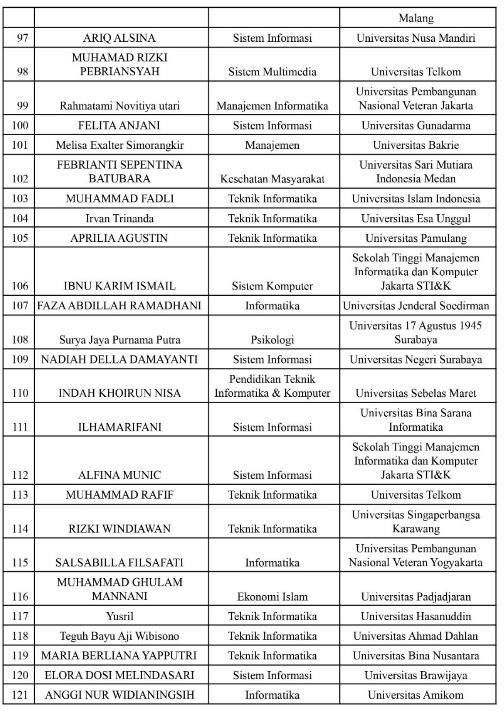 Malang
97 ARIQ ALSINA Sistem Informasi Universitas Nusa Mandiri
MUHAMAD RIZKI
98 PEBRIANSYAH Sistem Multimedia Universitas Telkom
Universitas Pembangunan
99 Rahmatami Novitiya utari Manajemen Informatika Nasional Veteran Jakarta
100 FELITA ANJANI Sistem Informasi Universitas Gunadarma
101 Melisa Exalter Simorangkir Manajemen Universitas Bakrie
FEBRIANTI SEPENTINA Universitas Sari Mutiara
102 BATUBARA Kesehatan Masyarakat Indonesia Medan
103 MUHAMMAD FADLI Teknik Informatika Universitas Islam Indonesia
104 Irvan Trinanda Teknik Informatika Universitas Esa Unggul
105 APRILIA AGUSTIN Teknik Informatika Universitas Pamulang
Sekolah Tinggi Manajemen
Informatika dan Komputer
106 IBNU KARIM ISMAIL Sistem Komputer Jakarta STI&K
107 FAZA ABDILLAH RAMADHANI Informatika Universitas Jenderal Soedirman
Universitas 17 Agustus 1945
108 Surya Jaya Purnama Putra Psikologi Surabaya
109 NADIAH DELLA DAMAYANTI Sistem Informasi Universitas Negeri Surabaya
Pendidikan Teknik
110 INDAH KHOIRUN NISA Informatika & Komputer Universitas Sebelas Maret
Universitas Bina Sarana
111 ILHAMARIFANI Sistem Informasi Informatika
Sekolah Tinggi Manajemen
Informatika dan Komputer
112 ALFINA MUNIC Sistem Informasi Jakarta STI&K
113 MUHAMMAD RAFIF Teknik Informatika Universitas Telkom
Universitas Singaperbangsa
114 RIZKI WINDIAWAN Teknik Informatika Karawang
Universitas Pembangunan
115 SALSABILLA FILSAFATI Informatika Nasional Veteran Yogyakarta
MUHAMMAD GHULAM
116 MANNANI Ekonomi Islam Universitas Padjadjaran
117 Yusril Teknik Informatika Universitas Hasanuddin
118 Teguh Bayu Aji Wibisono Teknik Informatika Universitas Ahmad Dahlan
119 MARIA BERLIANA YAPPUTRI Teknik Informatika Universitas Bina Nusantara
120 ELORA DOSI MELINDASARI Sistem Informasi Universitas Brawijaya
121 ANGGI NUR WIDIANINGSIH Informatika Universitas Amikom